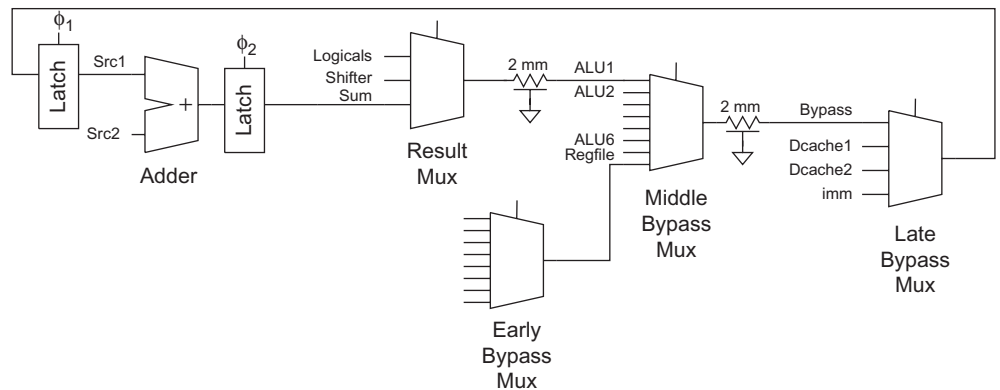 ϕ1
ϕ2
Latch
Src1
Src2
+
Adder
Latch
Logicals
Shifter
Sum
Result
Mux
2 mm
ALU1
ALU2
ALU6
Regfile
Middle
Bypass
Mux
Early
Bypass
Mux
2 mm
Bypass
Dcache1
Dcache2
imm
Late
Bypass
Mux